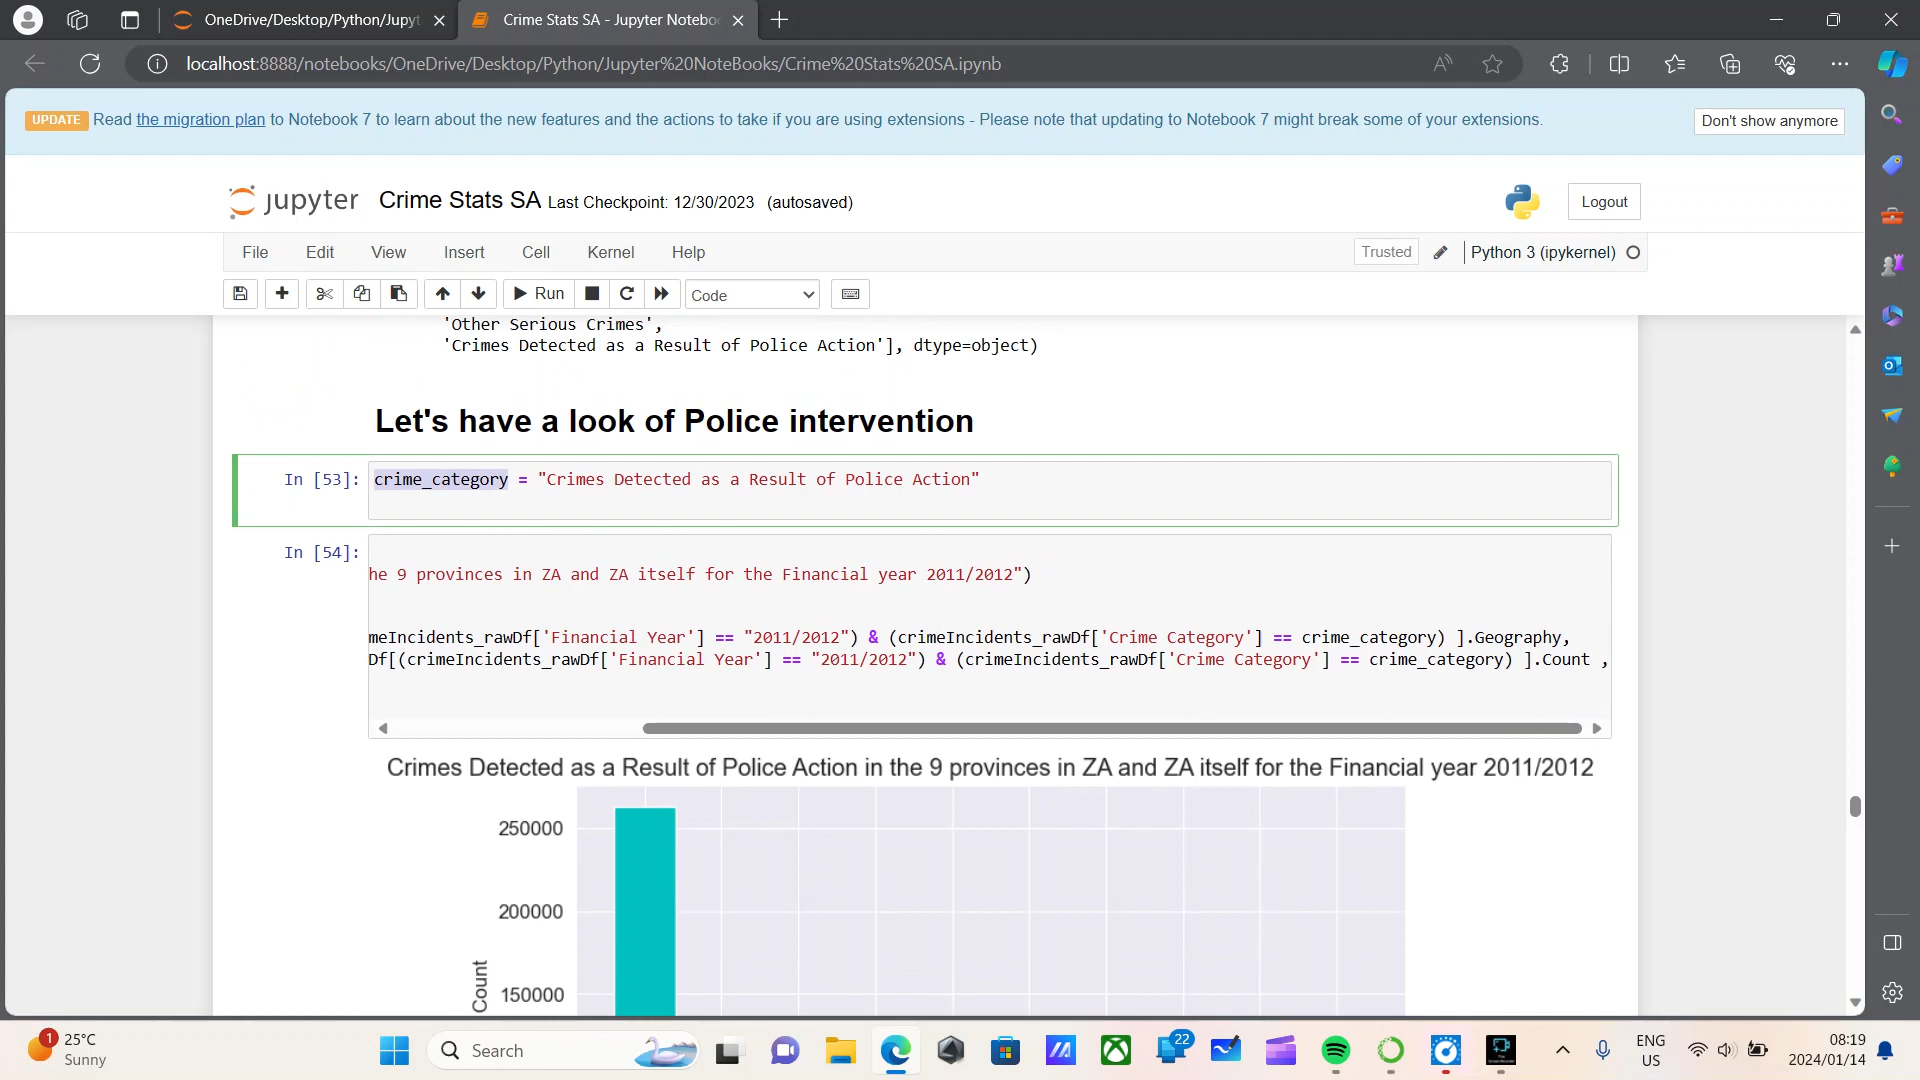 OneDrive/Desktop/Python/Jupyt
Crime Stats SA - Jupyter Notebo
localhost:8888/notebooks/OneDrive/Desktop/Python/Jupyter%20NoteBooks/Crime%20Stats%20SA.ipynb
UPDATE Read the migration plan to Notebook 7 to learn about the new features and the actions to take if you are using extensions - Please note that updating to Notebook 7 might break some of your extensions.
Don't show anymore
jupyter Crime Stats SA Last Checkpoint: 12/30/2023 (autosaved)
Logout
File Edit View Insert Cell Kernel Help
Trusted Python 3 (ipykernel)
Run Code
'Other Serious Crimes',
'Crimes Detected as a Result of Police Action'], dtype=object)
Let's have a look of Police intervention
In [53]: crime_category = "Crimes Detected as a Result of Police Action"
In [54]:
he 9 provinces in ZA and ZA itself for the Financial year 2011/2012")
meIncidents_rawDf['Financial Year'] == "2011/2012") & (crimeIncidents_rawDf['Crime Category'] == crime_category) ].Geography,
Df[(crimeIncidents_rawDf['Financial Year'] == "2011/2012") & (crimeIncidents_rawDf['Crime Category'] == crime_category) ].Count ,
Crimes Detected as a Result of Police Action in the 9 provinces in ZA and ZA itself for the Financial year 2011/2012
250000
200000
150000
Count
1
25°C
Sunny
Search
22
ENG
US
08:19
2024/01/14